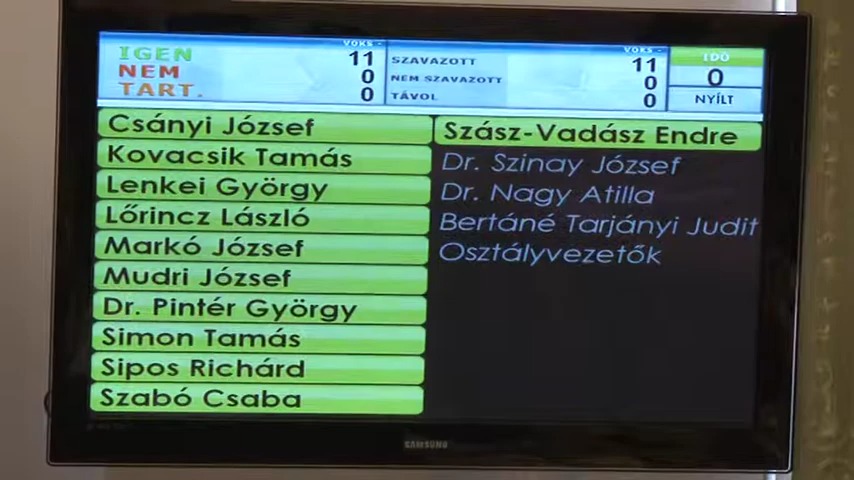 VOKS -
IGEN 11
NEM 0
TART. 0
VOKS -
SZAVAZOTT 11
NEM SZAVAZOTT 0
TÁVOL 0
IDŐ
0
NYÍLT
Csányi József
Kovacsik Tamás
Lenkei György
Lőrincz László
Markó József
Mudri József
Dr. Pintér György
Simon Tamás
Sipos Richárd
Szabó Csaba
Szász-Vadász Endre
Dr. Szinay József
Dr. Nagy Atilla
Bertáné Tarjányi Judit
Osztályvezetők
SAMSUNG